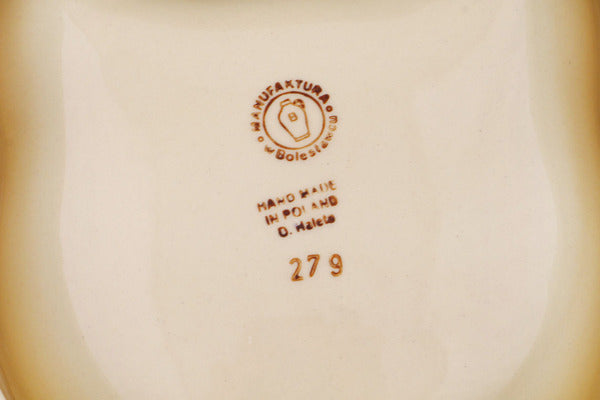 MANUFAKTURA
w Bolesławcu
B
HAND MADE
IN POLAND
D. Haleta
279